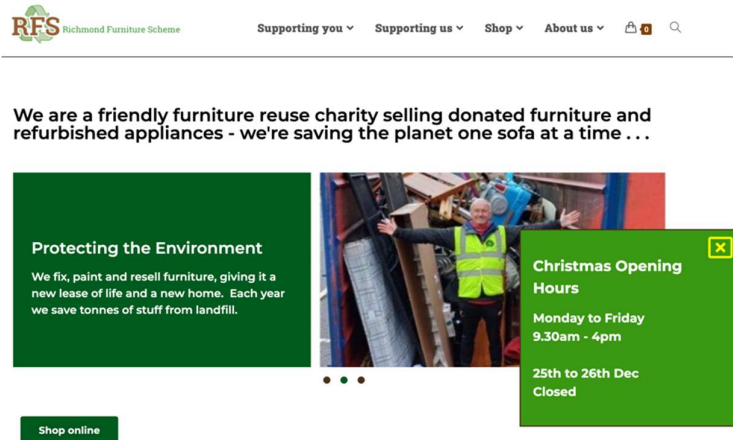 RFS Richmond Furniture Scheme
Supporting you
Supporting us
Shop
About us
0
We are a friendly furniture reuse charity selling donated furniture and
refurbished appliances - we're saving the planet one sofa at a time . . .
Protecting the Environment
We fix, paint and resell furniture, giving it a
new lease of life and a new home. Each year
we save tonnes of stuff from landfill.
Christmas Opening
Hours
Monday to Friday
9.30am - 4pm
25th to 26th Dec
Closed
Shop online